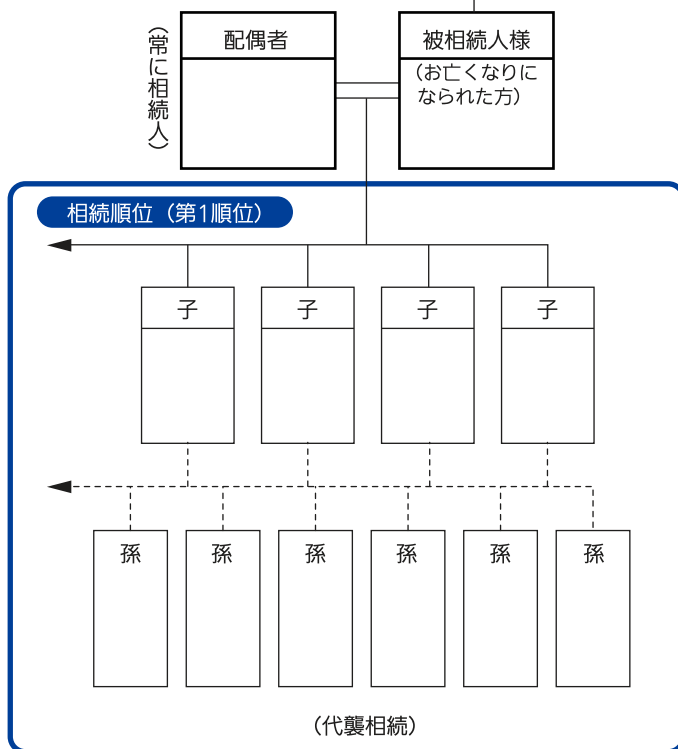 (常に相続人)
配偶者
被相続人様
(お亡くなりに
なられた方)
相続順位(第1順位)
子
子
子
子
孫
孫
孫
孫
孫
孫
(代襲相続)